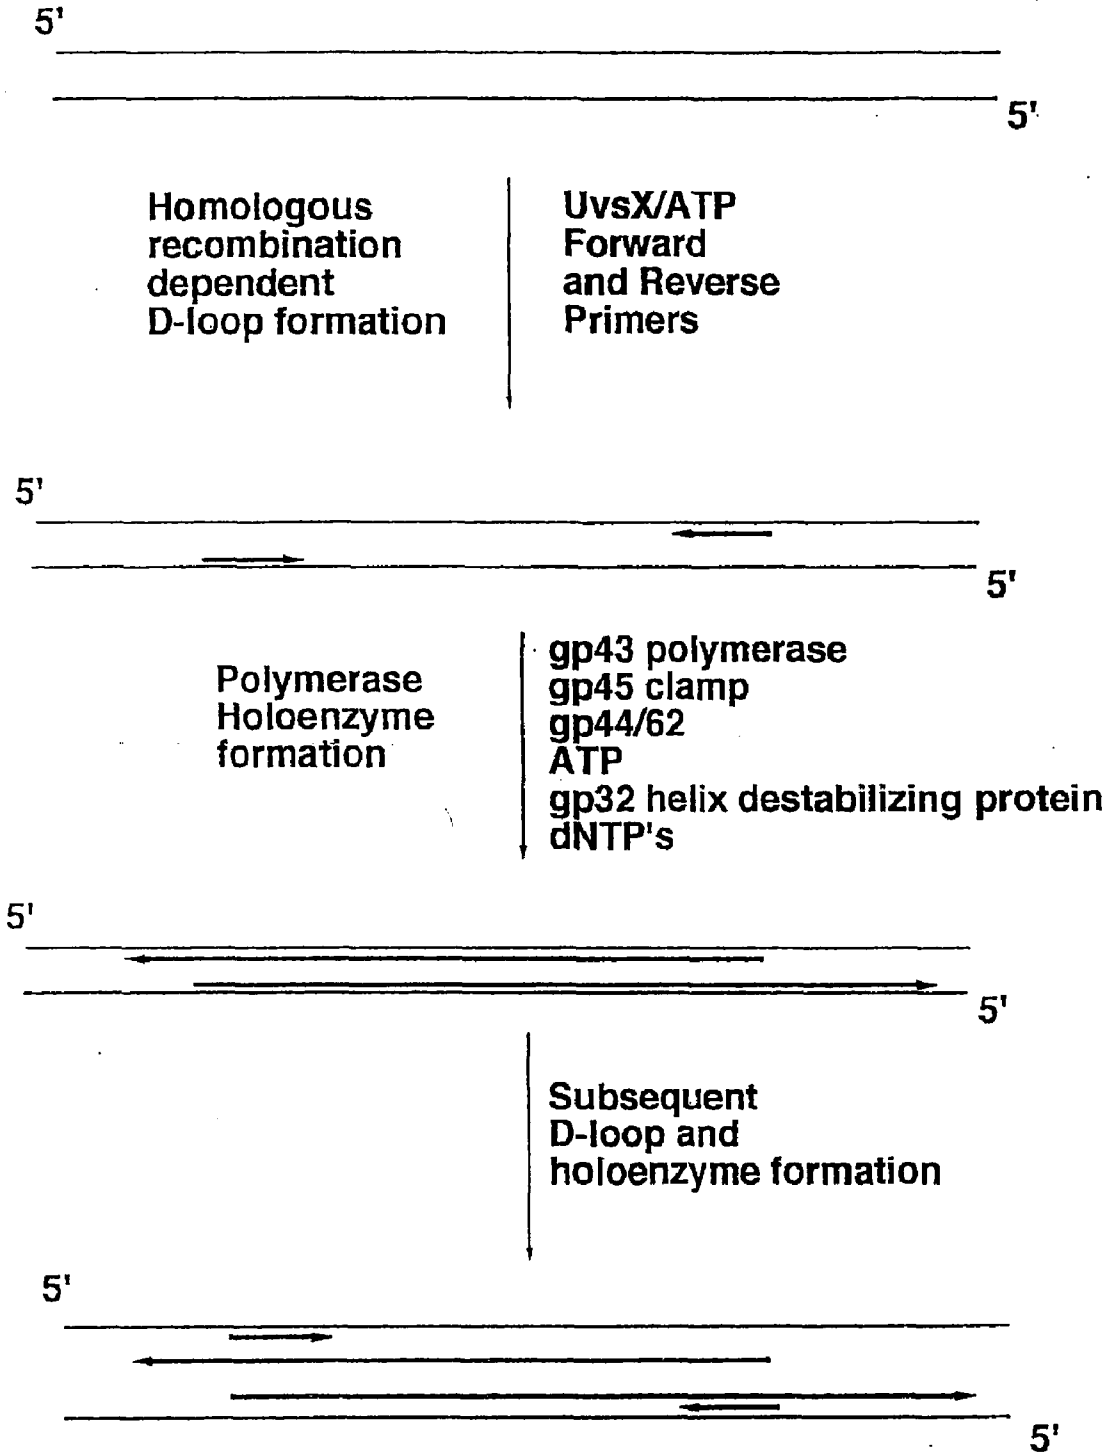 5'
5'
Homologous
recombination
dependent
D-loop formation
UvsX/ATP
Forward
and Reverse
Primers
5'
5'
Polymerase
Holoenzyme
formation
gp43 polymerase
gp45 clamp
gp44/62
ATP
gp32 helix destabilizing protein
dNTP's
5'
5'
Subsequent
D-loop and
holoenzyme formation
5'
5'